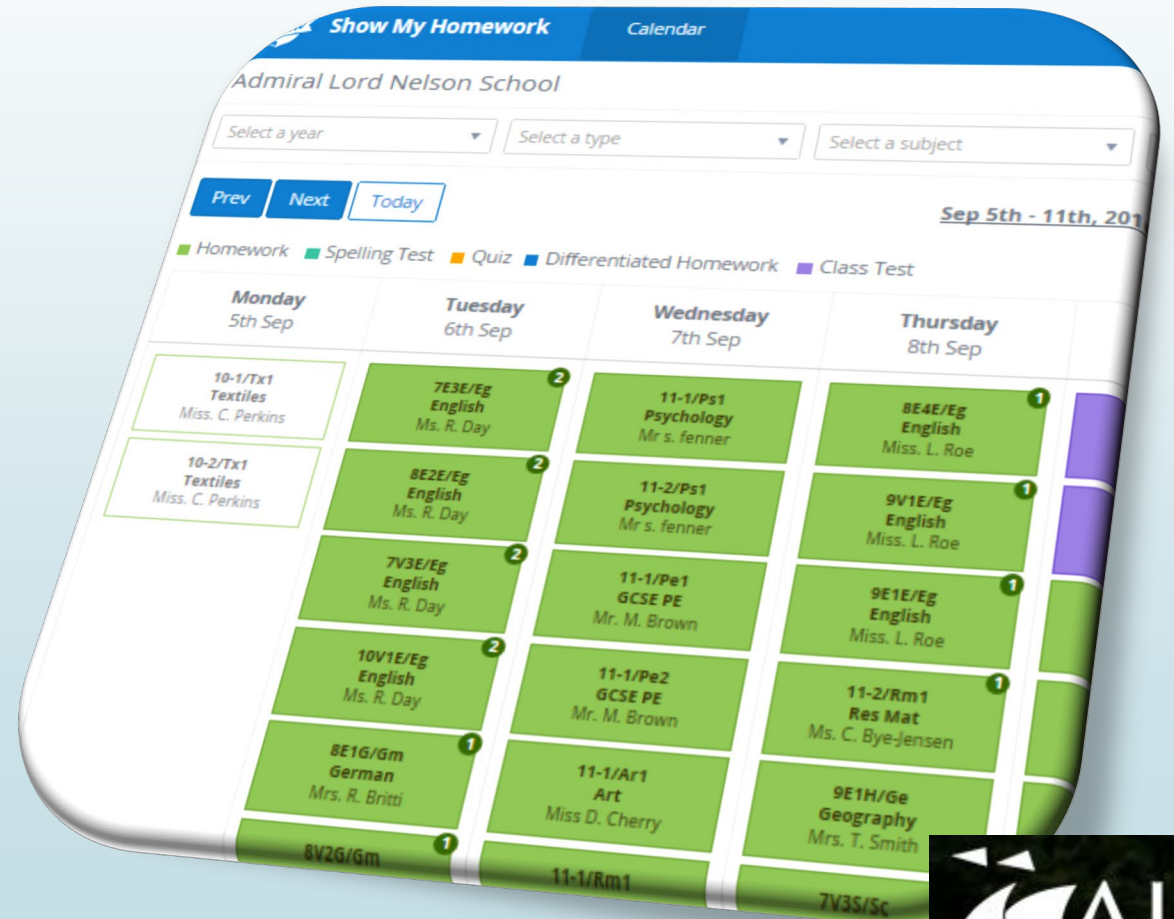 Show My Homework Calendar
Admiral Lord Nelson School
Select a year Select a type Select a subject
Prev Next Today
Sep 5th - 11th, 201
Homework Spelling Test Quiz Differentiated Homework Class Test
Monday
5th Sep
Tuesday
6th Sep
Wednesday
7th Sep
Thursday
8th Sep
10-1/Tx1
Textiles
Miss. C. Perkins
10-2/Tx1
Textiles
Miss. C. Perkins
2
7E3E/Eg
English
Ms. R. Day
2
8E2E/Eg
English
Ms. R. Day
2
7V3E/Eg
English
Ms. R. Day
2
10V1E/Eg
English
Ms. R. Day
1
8E1G/Gm
German
Mrs. R. Britti
1
8V2G/Gm
11-1/Ps1
Psychology
Mr s. fenner
11-2/Ps1
Psychology
Mr s. fenner
11-1/Pe1
GCSE PE
Mr. M. Brown
11-1/Pe2
GCSE PE
Mr. M. Brown
11-1/Ar1
Art
Miss D. Cherry
11-1/Rm1
1
8E4E/Eg
English
Miss. L. Roe
1
9V1E/Eg
English
Miss. L. Roe
1
9E1E/Eg
English
Miss. L. Roe
1
11-2/Rm1
Res Mat
Ms. C. Bye-Jensen
9E1H/Ge
Geography
Mrs. T. Smith
7V3S/Sc